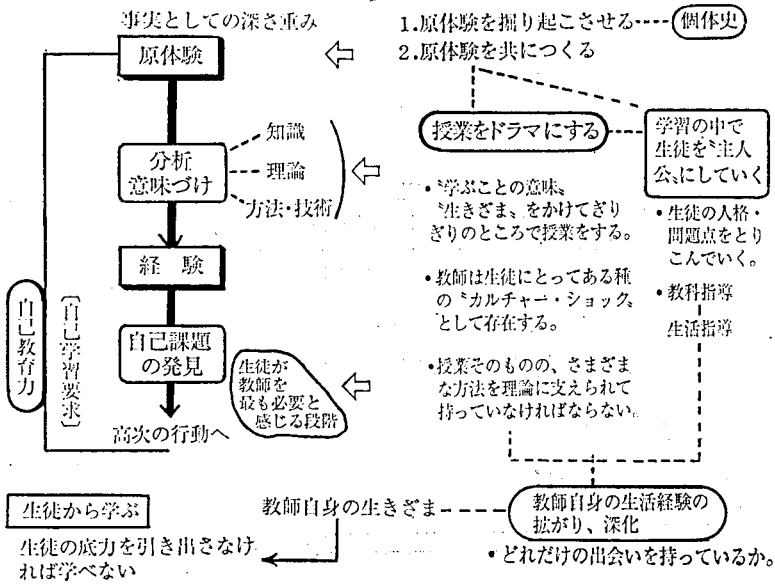 事実としての深さ重み
原体験
分析
意味づけ
知識
理論
方法・技術
経　験
自己課題
の発見
高次の行動へ
自己教育力
〔自己学習要求〕
生徒が
教師を
最も必要と
感じる段階
1.原体験を掘り起こさせる
個体史
2.原体験を共につくる
授業をドラマにする
学習の中で
生徒を〝主人
公〟にしていく
・〝学ぶことの意味〟
〝生きざま〟をかけてぎり
ぎりのところで授業をする。
・教師は生徒にとってある種
の〝カルチャー・ショック〟
として存在する。
・授業そのものの、さまざま
な方法を理論に支えられて
持っていなければならない。
・生徒の人格・
問題点をとり
こんでいく。
・教科指導
生活指導
生徒から学ぶ
生徒の底力を引き出さなけ
れば学べない
教師自身の生きざま
教師自身の生活経験の
拡がり、深化
・どれだけの出会いを持っているか。